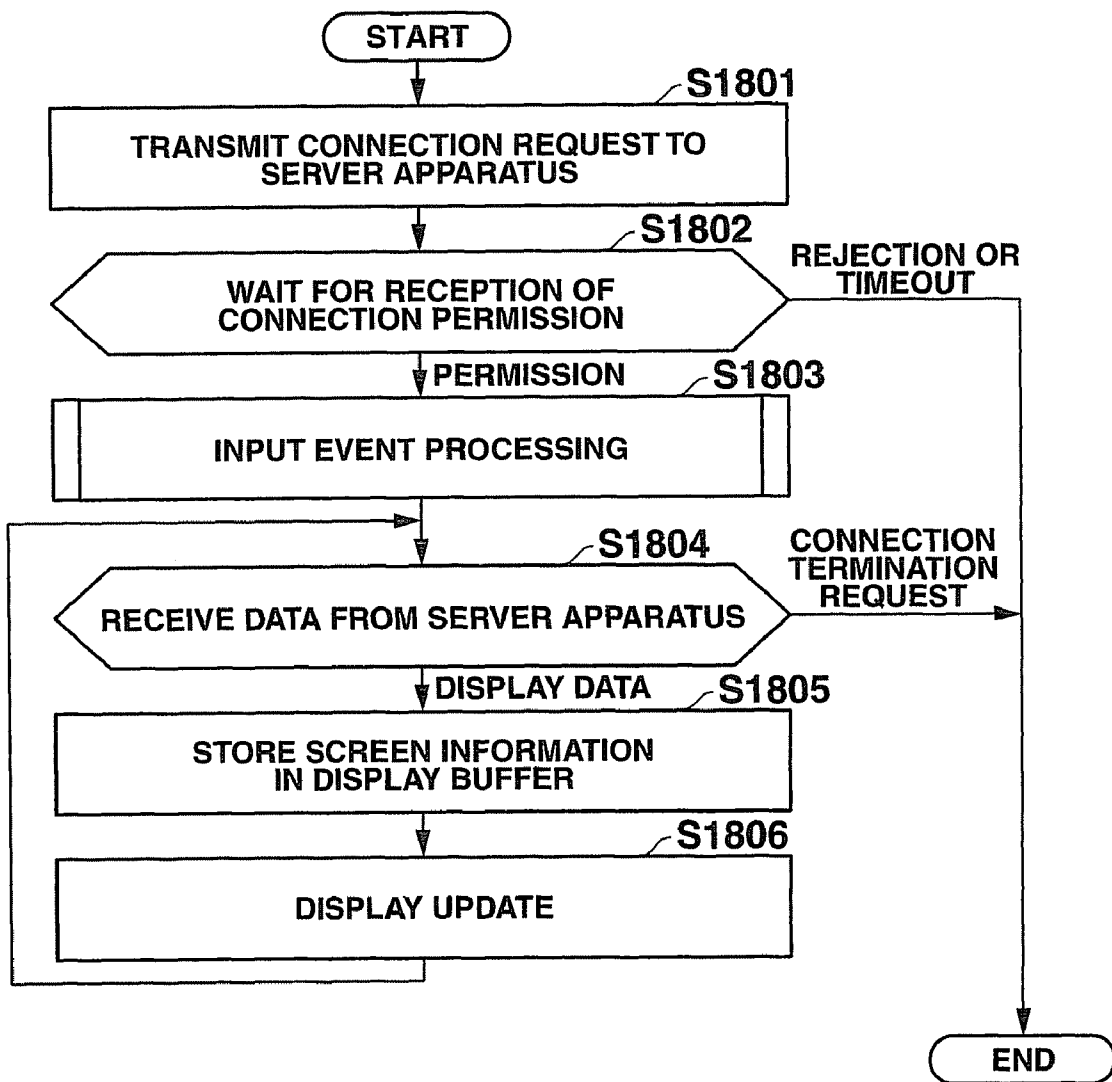 START
S1801
TRANSMIT CONNECTION REQUEST TO
SERVER APPARATUS
S1802
REJECTION OR
TIMEOUT
WAIT FOR RECEPTION OF
CONNECTION PERMISSION
PERMISSION
S1803
INPUT EVENT PROCESSING
S1804
CONNECTION
TERMINATION
REQUEST
RECEIVE DATA FROM SERVER APPARATUS
DISPLAY DATA
S1805
STORE SCREEN INFORMATION
IN DISPLAY BUFFER
S1806
DISPLAY UPDATE
END